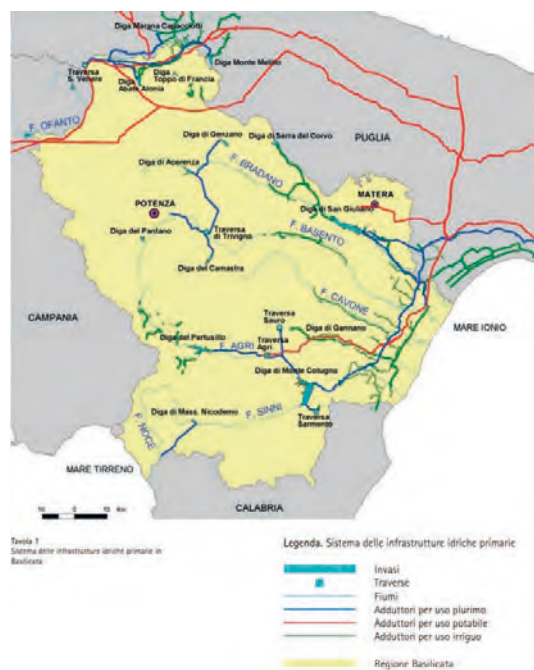 Diga Marana Capacciotti
Traversa
S. Venere
Diga
Abate Alonia
Diga
Toppo di Francia
Diga Monte Melillo
F. OFANTO
Diga di Genzano
Diga di Serra del Corvo
PUGLIA
Diga di Acerenza
F. BRADANO
POTENZA
MATERA
Diga di San Giuliano
Diga del Pantano
Traversa
di Trivigno
F. BASENTO
Diga del Camastra
CAMPANIA
F. CAVONE
Traversa
Sauro
MARE IONIO
Diga del Pertusillo
F. AGRI
Traversa
Agri
Diga di Gannano
Diga di Monte Cotugno
Diga di Mass. Nicodemo
F. SINNI
Traversa
Sarmento
F. NOCE
MARE TIRRENO
CALABRIA
10 0 10 Km
Tavola 1
Sistema delle infrastrutture idriche primarie in
Basilicata
Legenda. Sistema delle infrastrutture idriche primarie
Invasi
Traverse
Fiumi
Adduttori per uso plurimo
Adduttori per uso potabile
Adduttori per uso irriguo
Regione Basilicata